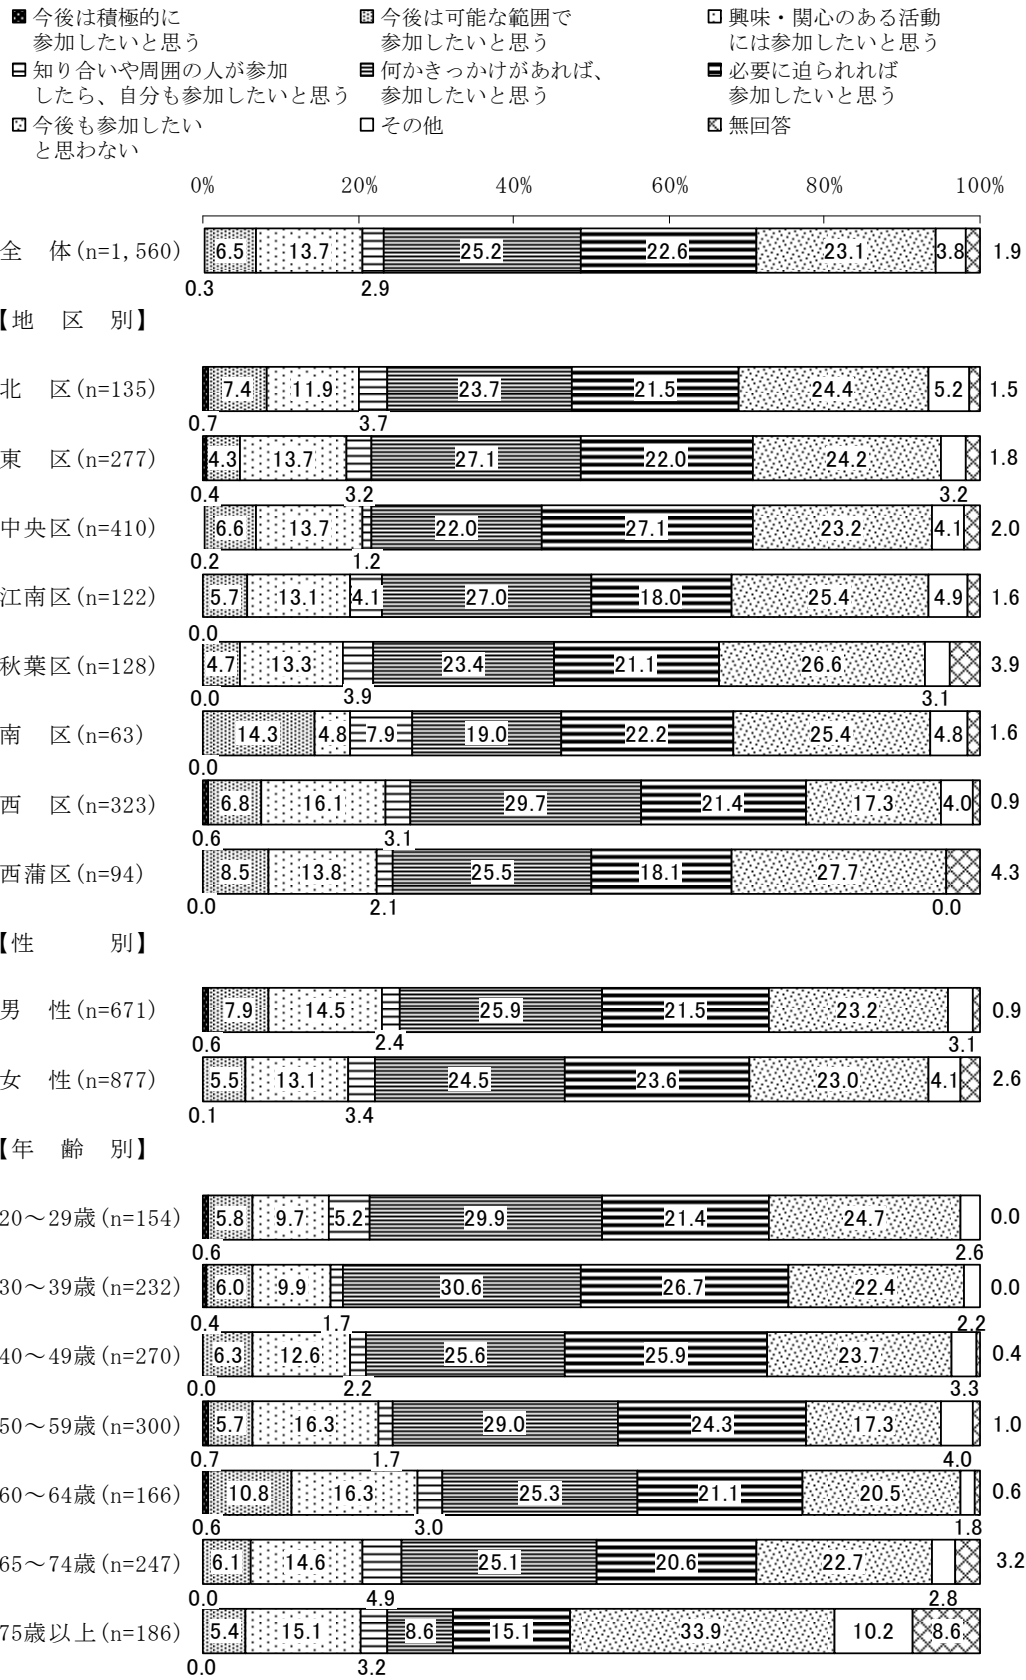 今後は積極的に
参加したいと思う
今後は可能な範囲で
参加したいと思う
興味・関心のある活動
には参加したいと思う
知り合いや周囲の人が参加
したら、自分も参加したいと思う
何かきっかけがあれば、
参加したいと思う
必要に迫られれば
参加したいと思う
今後も参加したい
と思わない
その他
無回答
0% 20% 40% 60% 80% 100%
全 体(n=1,560) 6.5 13.7 25.2 22.6 23.1 3.8 1.9
0.3 2.9
【地 区 別】
北 区(n=135) 7.4 11.9 23.7 21.5 24.4 5.2 1.5
0.7 3.7
東 区(n=277) 4.3 13.7 27.1 22.0 24.2 1.8
0.4 3.2 3.2
中央区(n=410) 6.6 13.7 22.0 27.1 23.2 4.1 2.0
0.2 1.2
江南区(n=122) 5.7 13.1 4.1 27.0 18.0 25.4 4.9 1.6
0.0
秋葉区(n=128) 4.7 13.3 23.4 21.1 26.6 3.9
0.0 3.9 3.1
南 区(n=63) 14.3 4.8 7.9 19.0 22.2 25.4 4.8 1.6
0.0
西 区(n=323) 6.8 16.1 29.7 21.4 17.3 4.0 0.9
0.6 3.1
西蒲区(n=94) 8.5 13.8 25.5 18.1 27.7 4.3
0.0 2.1 0.0
【性 別】
男 性(n=671) 7.9 14.5 25.9 21.5 23.2 0.9
0.6 2.4 3.1
女 性(n=877) 5.5 13.1 24.5 23.6 23.0 4.1 2.6
0.1 3.4
【年 齢 別】
20～29歳(n=154) 5.8 9.7 5.2 29.9 21.4 24.7 0.0
0.6 2.6
30～39歳(n=232) 6.0 9.9 30.6 26.7 22.4 0.0
0.4 1.7 2.2
40～49歳(n=270) 6.3 12.6 25.6 25.9 23.7 0.4
0.0 2.2 3.3
50～59歳(n=300) 5.7 16.3 29.0 24.3 17.3 1.0
0.7 1.7 4.0
60～64歳(n=166) 10.8 16.3 25.3 21.1 20.5 0.6
0.6 3.0 1.8
65～74歳(n=247) 6.1 14.6 25.1 20.6 22.7 3.2
0.0 4.9 2.8
75歳以上(n=186) 5.4 15.1 8.6 15.1 33.9 10.2 8.6
0.0 3.2